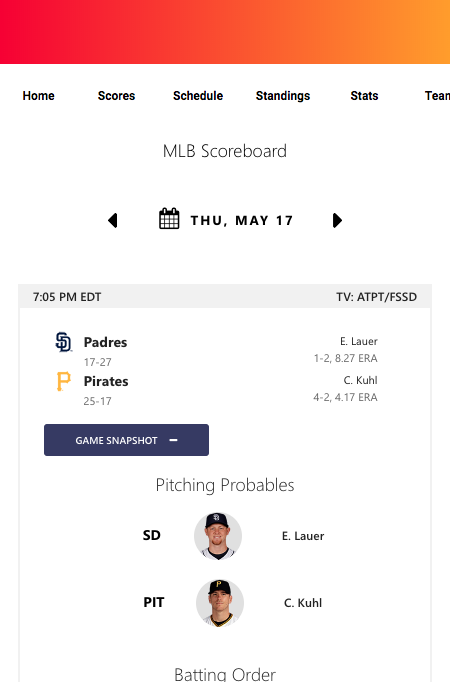 Home Scores Schedule Standings Stats
MLB Scoreboard
THU, MAY 17
7:05 PM EDT TV: ATPT/FSSD
Padres E. Lauer
17-27 1-2, 8.27 ERA
Pirates C. Kuhl
25-17 4-2, 4.17 ERA
GAME SNAPSHOT
Pitching Probables
SD E. Lauer
PIT C. Kuhl
Batting Order